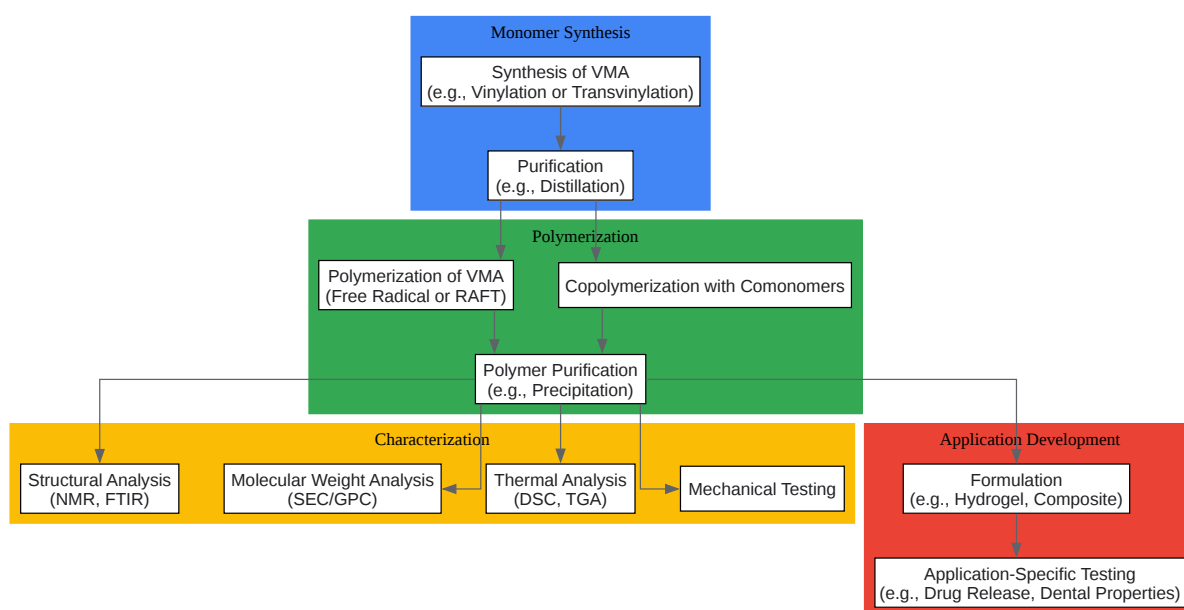 Monomer Synthesis
Synthesis of VMA
(e.g., Vinylation or Transvinylation)
Purification
(e.g., Distillation)
Polymerization
Polymerization of VMA
(Free Radical or RAFT)
Copolymerization with Comonomers
Polymer Purification
(e.g., Precipitation)
Characterization
Structural Analysis
(NMR, FTIR)
Molecular Weight Analysis
(SEC/GPC)
Thermal Analysis
(DSC, TGA)
Mechanical Testing
Application Development
Formulation
(e.g., Hydrogel, Composite)
Application-Specific Testing
(e.g., Drug Release, Dental Properties)